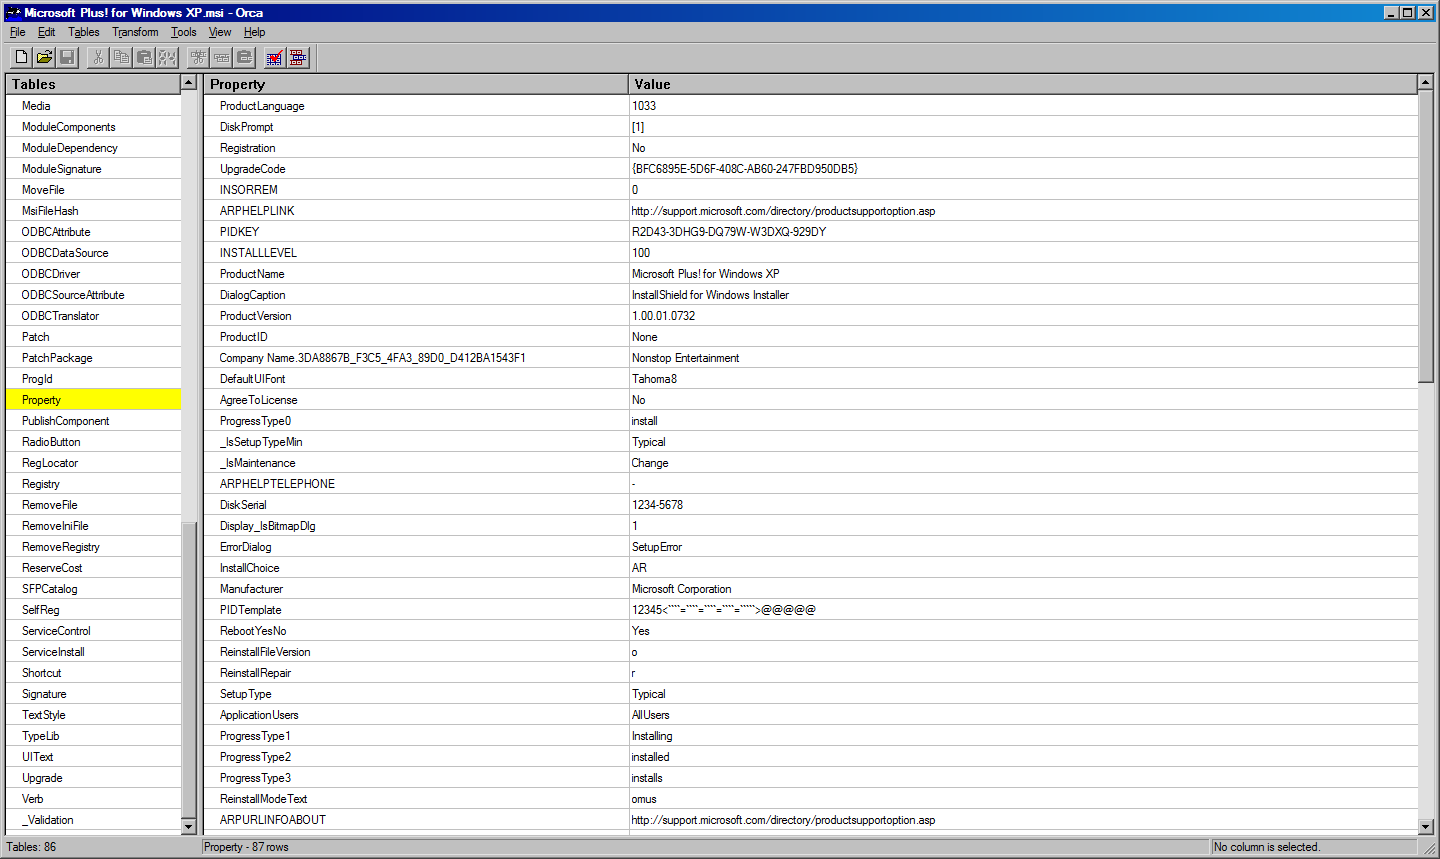 Microsoft Plus! for Windows XP.msi - Orca
File Edit Tables Transform Tools View Help
Tables Property Value
Media ProductLanguage 1033
ModuleComponents DiskPrompt [1]
ModuleDependency Registration No
ModuleSignature UpgradeCode {BFC6895E-5D6F-408C-AB60-247FBD950DB5}
MoveFile INSORREM 0
MsiFileHash ARPHELPLINK http://support.microsoft.com/directory/productsupportoption.asp
ODBCAttribute PIDKEY R2D43-3DHG9-DQ79W-W3DXQ-929DY
ODBCDataSource INSTALLLEVEL 100
ODBCDriver ProductName Microsoft Plus! for Windows XP
ODBCSourceAttribute DialogCaption InstallShield for Windows Installer
ODBCTranslator ProductVersion 1.00.01.0732
Patch ProductID None
PatchPackage Company Name.3DA8867B_F3C5_4FA3_89D0_D412BA1543F1 Nonstop Entertainment
ProgId DefaultUIFont Tahoma8
Property AgreeToLicense No
PublishComponent ProgressType0 install
RadioButton _IsSetupTypeMin Typical
RegLocator _IsMaintenance Change
Registry ARPHELPTELEPHONE -
RemoveFile DiskSerial 1234-5678
RemoveIniFile Display_IsBitmapDlg 1
RemoveRegistry ErrorDialog SetupError
ReserveCost InstallChoice AR
SFPCatalog Manufacturer Microsoft Corporation
SelfReg PIDTemplate 12345<````=````=````=````=`````>@@@@@
ServiceControl RebootYesNo Yes
ServiceInstall ReinstallFileVersion o
Shortcut ReinstallRepair r
Signature SetupType Typical
TextStyle ApplicationUsers AllUsers
TypeLib ProgressType1 Installing
UIText ProgressType2 installed
Upgrade ProgressType3 installs
Verb ReinstallModeText omus
_Validation ARPURLINFOABOUT http://support.microsoft.com/directory/productsupportoption.asp
Tables: 86 Property - 87 rows No column is selected.